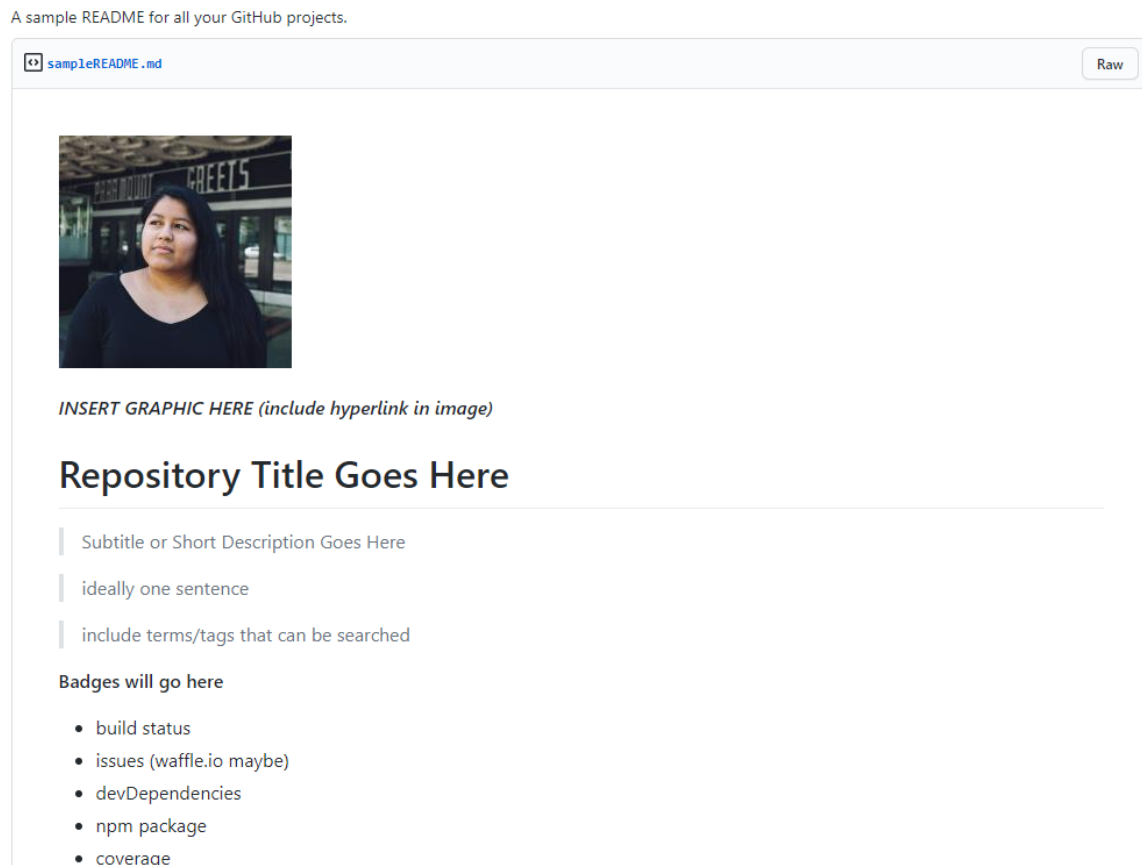 A sample README for all your GitHub projects.
sampleREADME.md
Raw
PARAMOUNT GREETS
INSERT GRAPHIC HERE (include hyperlink in image)
Repository Title Goes Here
Subtitle or Short Description Goes Here
ideally one sentence
include terms/tags that can be searched
Badges will go here
build status
issues (waffle.io maybe)
devDependencies
npm package
coverage